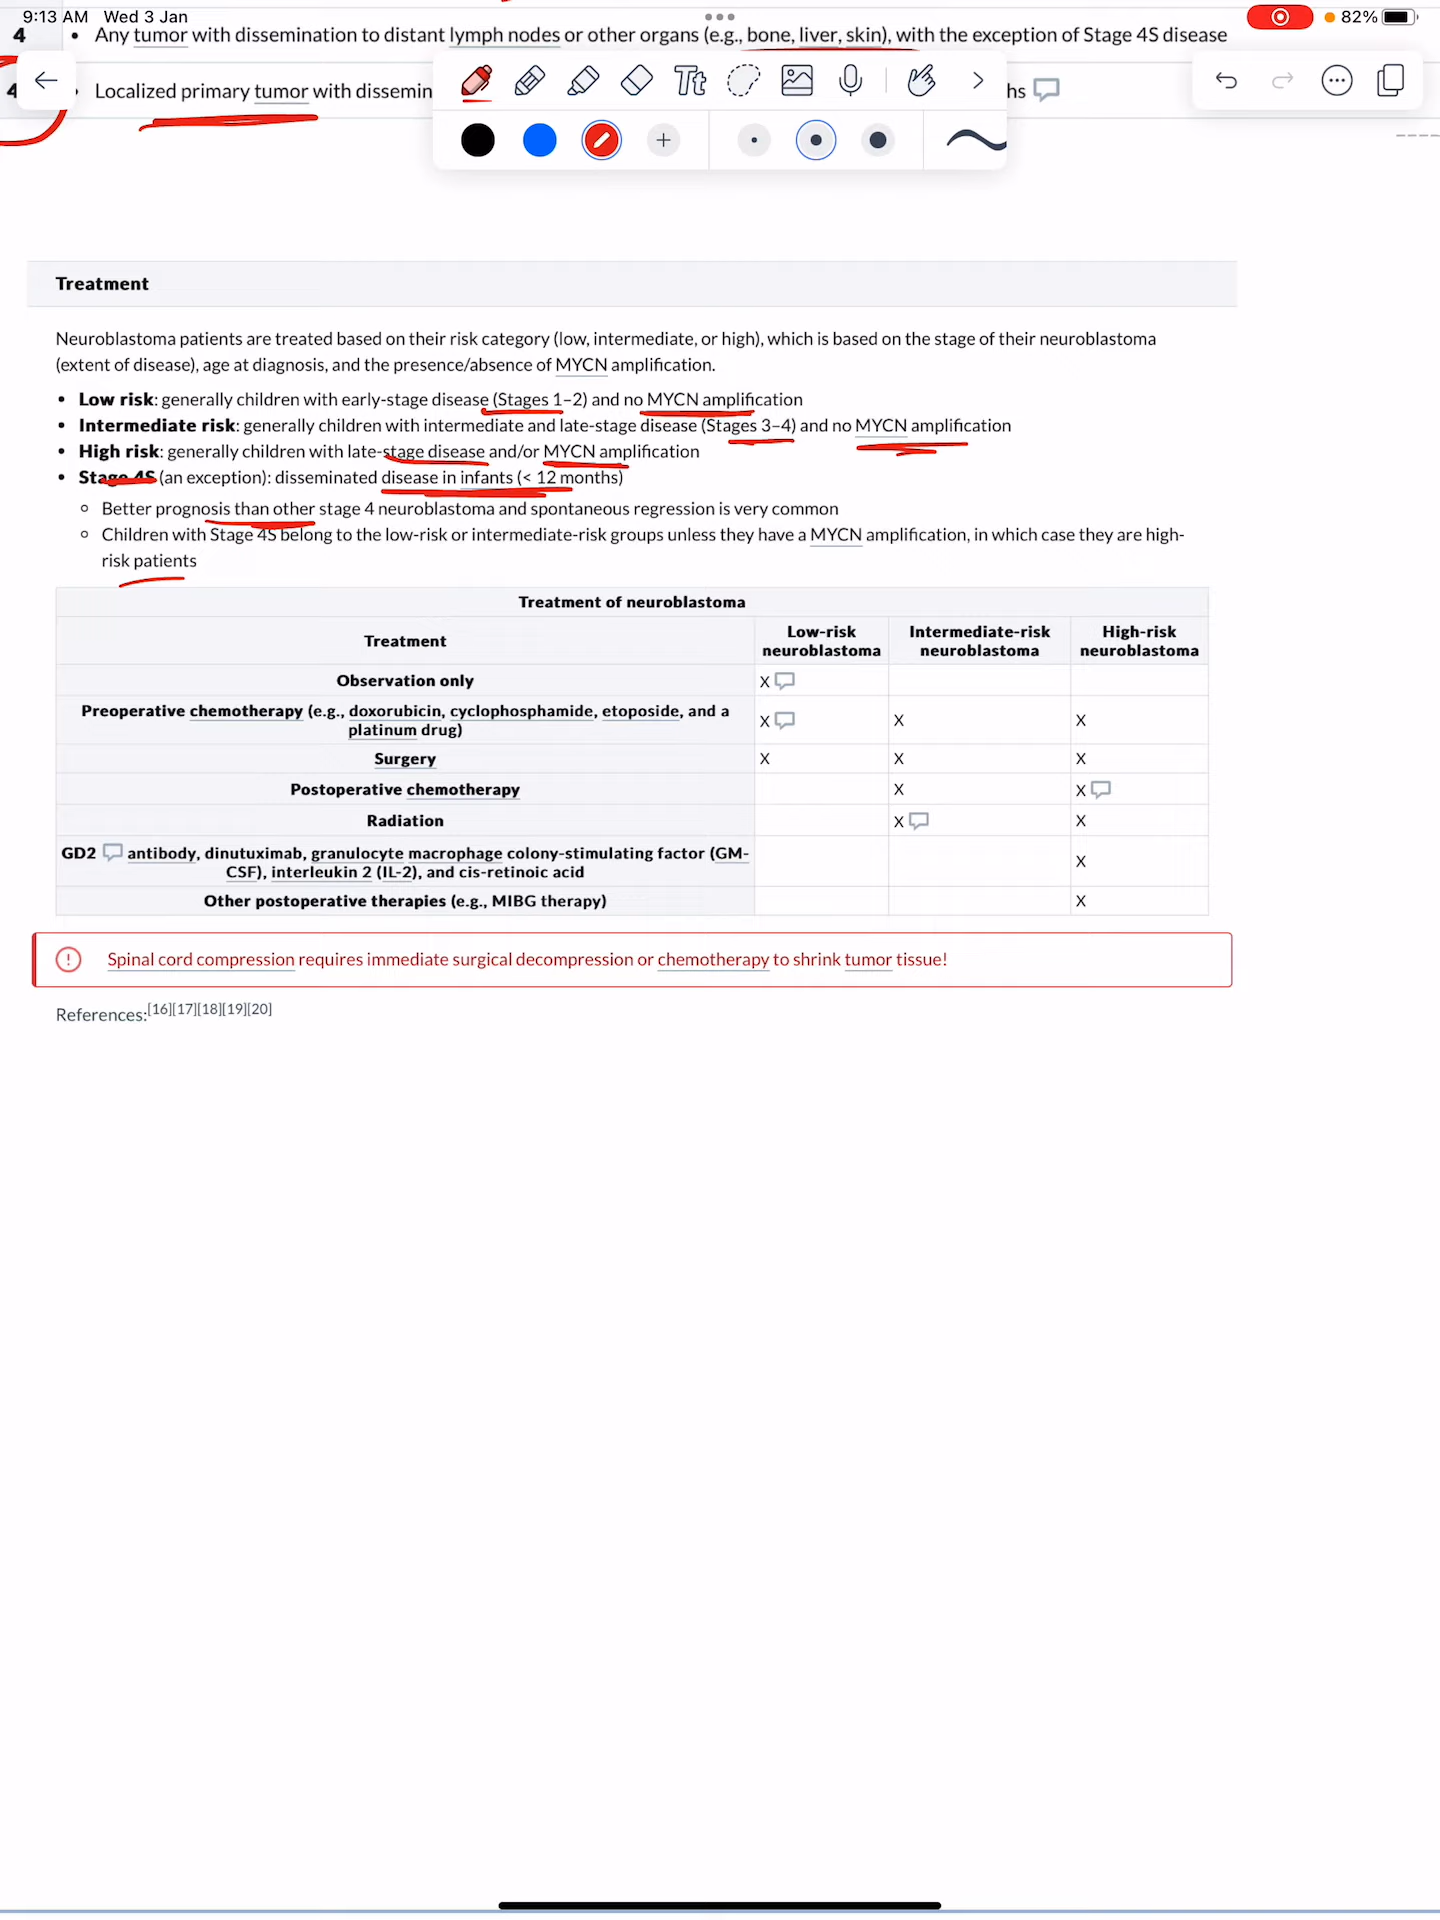 9:13 AM Wed 3 Jan
82%
4 • Any tumor with dissemination to distant lymph nodes or other organs (e.g., bone, liver, skin), with the exception of Stage 4S disease
4 Localized primary tumor with dissemin hs
Tt
Treatment
Neuroblastoma patients are treated based on their risk category (low, intermediate, or high), which is based on the stage of their neuroblastoma
(extent of disease), age at diagnosis, and the presence/absence of MYCN amplification.
• Low risk: generally children with early-stage disease (Stages 1–2) and no MYCN amplification
• Intermediate risk: generally children with intermediate and late-stage disease (Stages 3–4) and no MYCN amplification
• High risk: generally children with late-stage disease and/or MYCN amplification
• Stage 4S (an exception): disseminated disease in infants (< 12 months)
○ Better prognosis than other stage 4 neuroblastoma and spontaneous regression is very common
○ Children with Stage 4S belong to the low-risk or intermediate-risk groups unless they have a MYCN amplification, in which case they are high-
risk patients
Treatment of neuroblastoma
Treatment
Low-risk
neuroblastoma
Intermediate-risk
neuroblastoma
High-risk
neuroblastoma
Observation only X
Preoperative chemotherapy (e.g., doxorubicin, cyclophosphamide, etoposide, and a
platinum drug)
X X X
Surgery X X X
Postoperative chemotherapy X X
Radiation X X
GD2 antibody, dinutuximab, granulocyte macrophage colony-stimulating factor (GM-
CSF), interleukin 2 (IL-2), and cis-retinoic acid
X
Other postoperative therapies (e.g., MIBG therapy) X
Spinal cord compression requires immediate surgical decompression or chemotherapy to shrink tumor tissue!
References:[16][17][18][19][20]